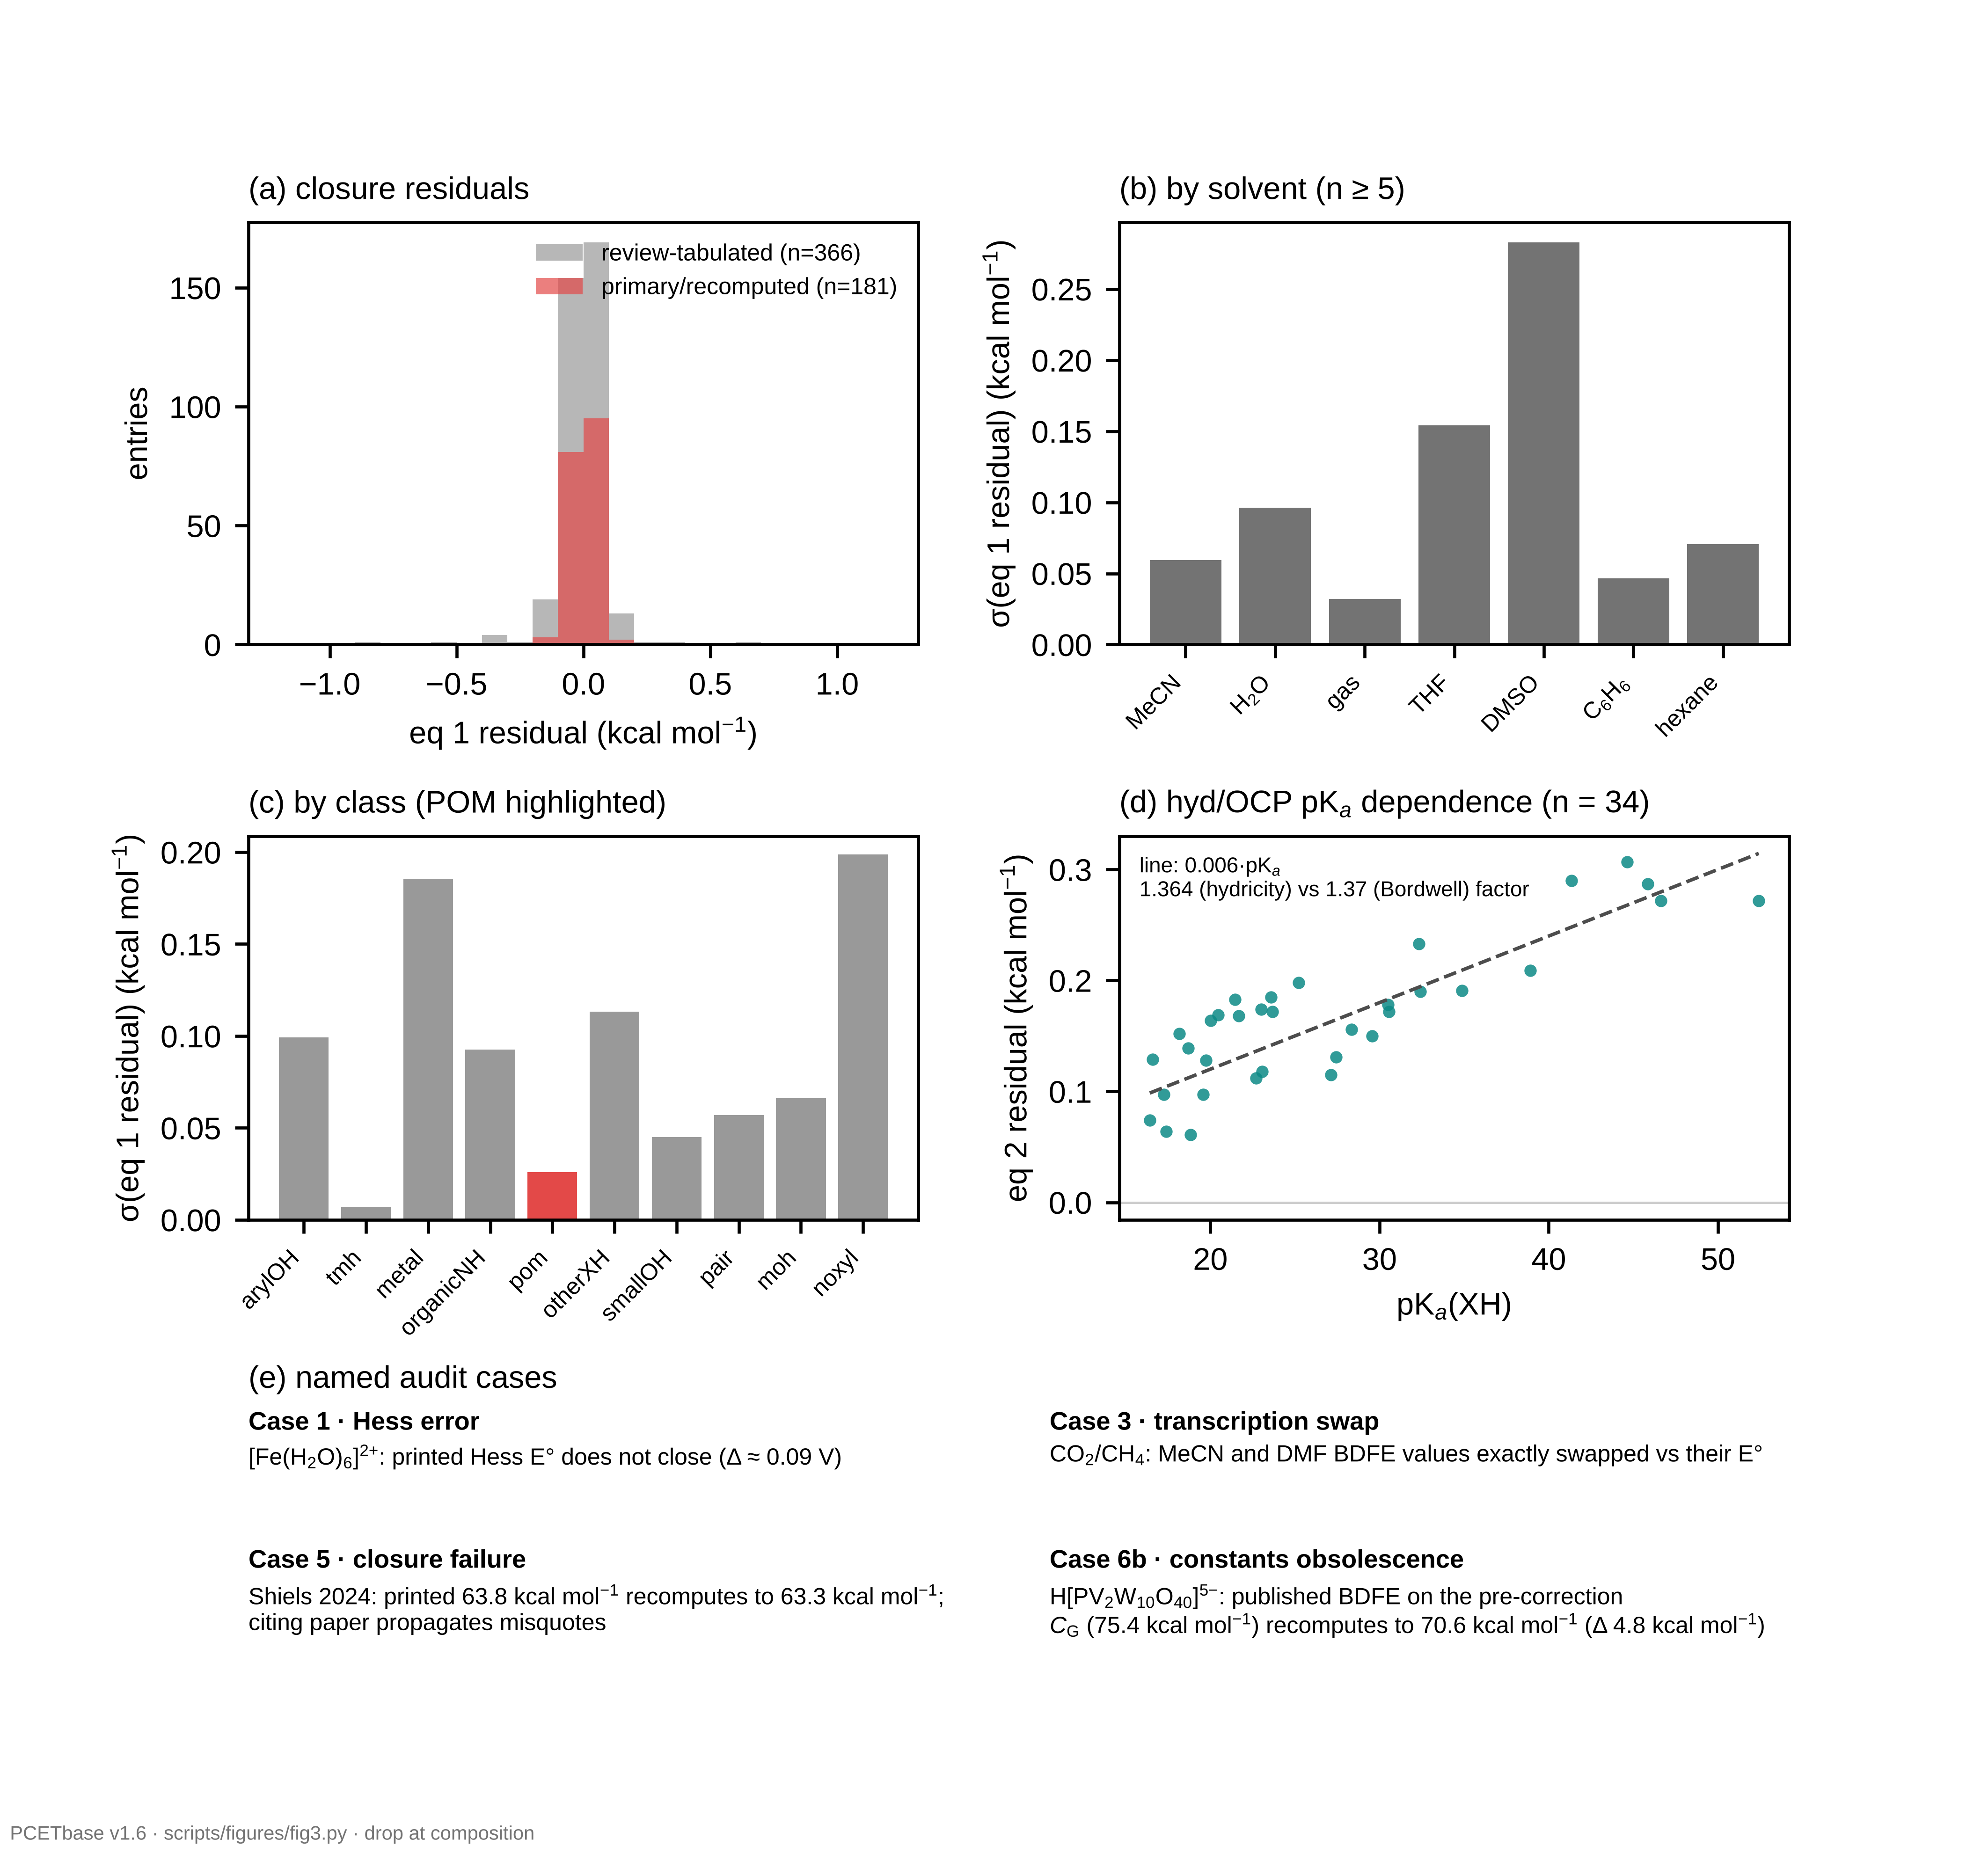 (a) closure residuals
review-tabulated (n=366)
primary/recomputed (n=181)
150
100
50
0
entries
−1.0
−0.5
0.0
0.5
1.0
eq 1 residual (kcal mol⁻¹)
(b) by solvent (n ≥ 5)
σ(eq 1 residual) (kcal mol⁻¹)
0.25
0.20
0.15
0.10
0.05
0.00
MeCN
H₂O
gas
THF
DMSO
C₆H₆
hexane
(c) by class (POM highlighted)
σ(eq 1 residual) (kcal mol⁻¹)
0.20
0.15
0.10
0.05
0.00
arylOH
tmh
metal
organicNH
pom
otherXH
smallOH
pair
moh
noxyl
(d) hyd/OCP pKₐ dependence (n = 34)
line: 0.006·pKₐ
1.364 (hydricity) vs 1.37 (Bordwell) factor
eq 2 residual (kcal mol⁻¹)
0.3
0.2
0.1
0.0
20
30
40
50
pKₐ(XH)
(e) named audit cases
Case 1 · Hess error
[Fe(H₂O)₆]²⁺: printed Hess E° does not close (Δ ≈ 0.09 V)
Case 3 · transcription swap
CO₂/CH₄: MeCN and DMF BDFE values exactly swapped vs their E°
Case 5 · closure failure
Shiels 2024: printed 63.8 kcal mol⁻¹ recomputes to 63.3 kcal mol⁻¹;
citing paper propagates misquotes
Case 6b · constants obsolescence
H[PV₂W₁₀O₄₀]⁵⁻: published BDFE on the pre-correction
C_G (75.4 kcal mol⁻¹) recomputes to 70.6 kcal mol⁻¹ (Δ 4.8 kcal mol⁻¹)
PCETbase v1.6 · scripts/figures/fig3.py · drop at composition